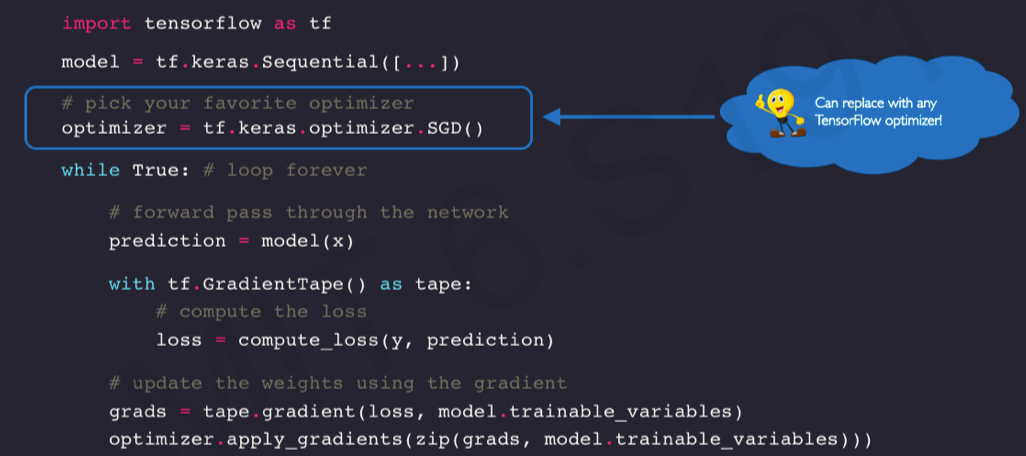 import tensorflow as tf
model = tf.keras.Sequential([...])
# pick your favorite optimizer
optimizer = tf.keras.optimizer.SGD()
Can replace with any
TensorFlow optimizer!
while True: # loop forever
# forward pass through the network
prediction = model(x)
with tf.GradientTape() as tape:
# compute the loss
loss = compute_loss(y, prediction)
# update the weights using the gradient
grads = tape.gradient(loss, model.trainable_variables)
optimizer.apply_gradients(zip(grads, model.trainable_variables)))
MIT 6.S191